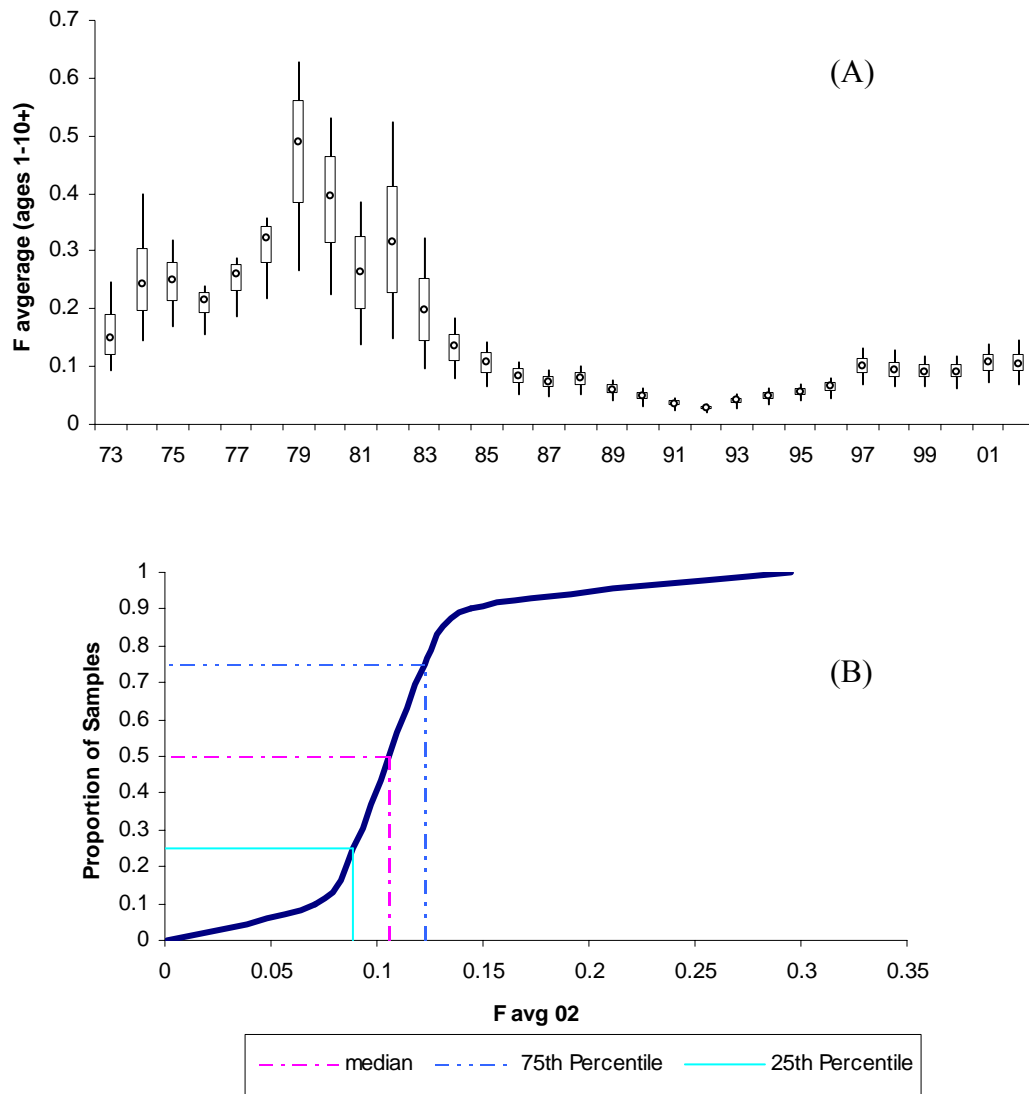 (A)
F avgerage (ages 1-10+)
0.7
0.6
0.5
0.4
0.3
0.2
0.1
0
73 75 77 79 81 83 85 87 89 91 93 95 97 99 01
(B)
Proportion of Samples
1
0.9
0.8
0.7
0.6
0.5
0.4
0.3
0.2
0.1
0
0 0.05 0.1 0.15 0.2 0.25 0.3 0.35
F avg 02
median 75th Percentile 25th Percentile